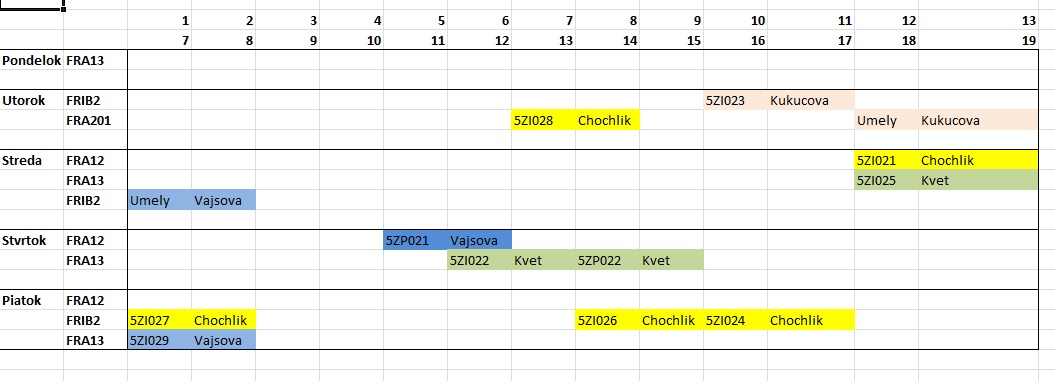 1 2 3 4 5 6 7 8 9 10 11 12 13
7 8 9 10 11 12 13 14 15 16 17 18 19
Pondelok FRA13
Utorok FRIB2 5ZI023 Kukucova
FRA201 5ZI028 Chochlik Umely Kukucova
Streda FRA12 5ZI021 Chochlik
FRA13 5ZI025 Kvet
FRIB2 Umely Vajsova
Stvrtok FRA12 5ZP021 Vajsova
FRA13 5ZI022 Kvet 5ZP022 Kvet
Piatok FRA12
FRIB2 5ZI027 Chochlik 5ZI026 Chochlik 5ZI024 Chochlik
FRA13 5ZI029 Vajsova